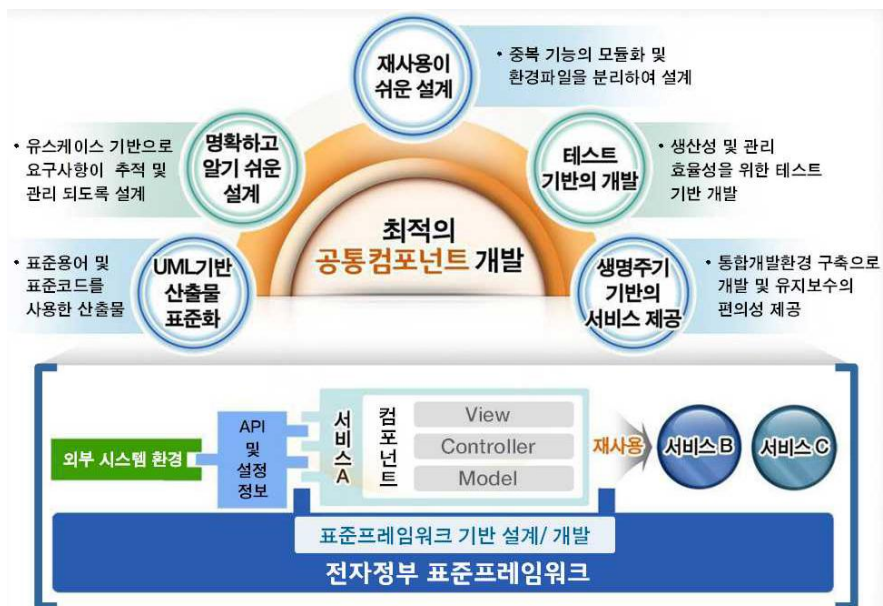 재사용이
쉬운 설계
• 중복 기능의 모듈화 및
환경파일을 분리하여 설계
• 유스케이스 기반으로
요구사항이 추적 및
관리 되도록 설계
명확하고
알기 쉬운
설계
테스트
기반의 개발
• 생산성 및 관리
효율성을 위한 테스트
기반 개발
최적의
공통컴포넌트 개발
• 표준용어 및
표준코드를
사용한 산출물
UML기반
산출물
표준화
생명주기
기반의
서비스 제공
• 통합개발환경 구축으로
개발 및 유지보수의
편의성 제공
외부 시스템 환경
API
및
설정
정보
서비스A
컴포넌트
View
Controller
Model
재사용
서비스 B
서비스 C
표준프레임워크 기반 설계/ 개발
전자정부 표준프레임워크